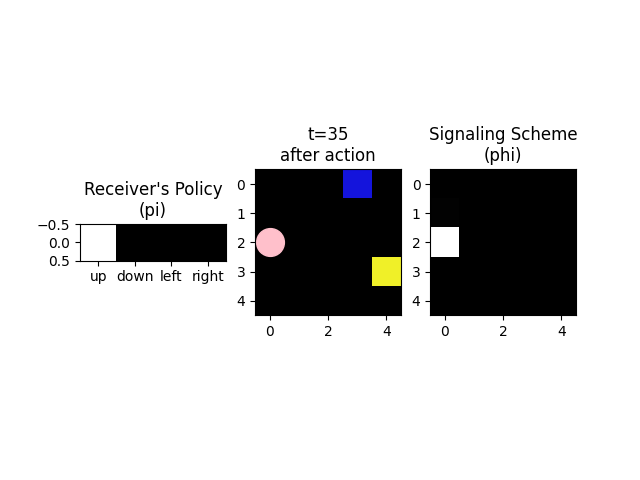 Receiver's Policy
(pi)
−0.5
0.0
0.5
up down left right
t=35
after action
0
1
2
3
4
0 2 4
Signaling Scheme
(phi)
0
1
2
3
4
0 2 4